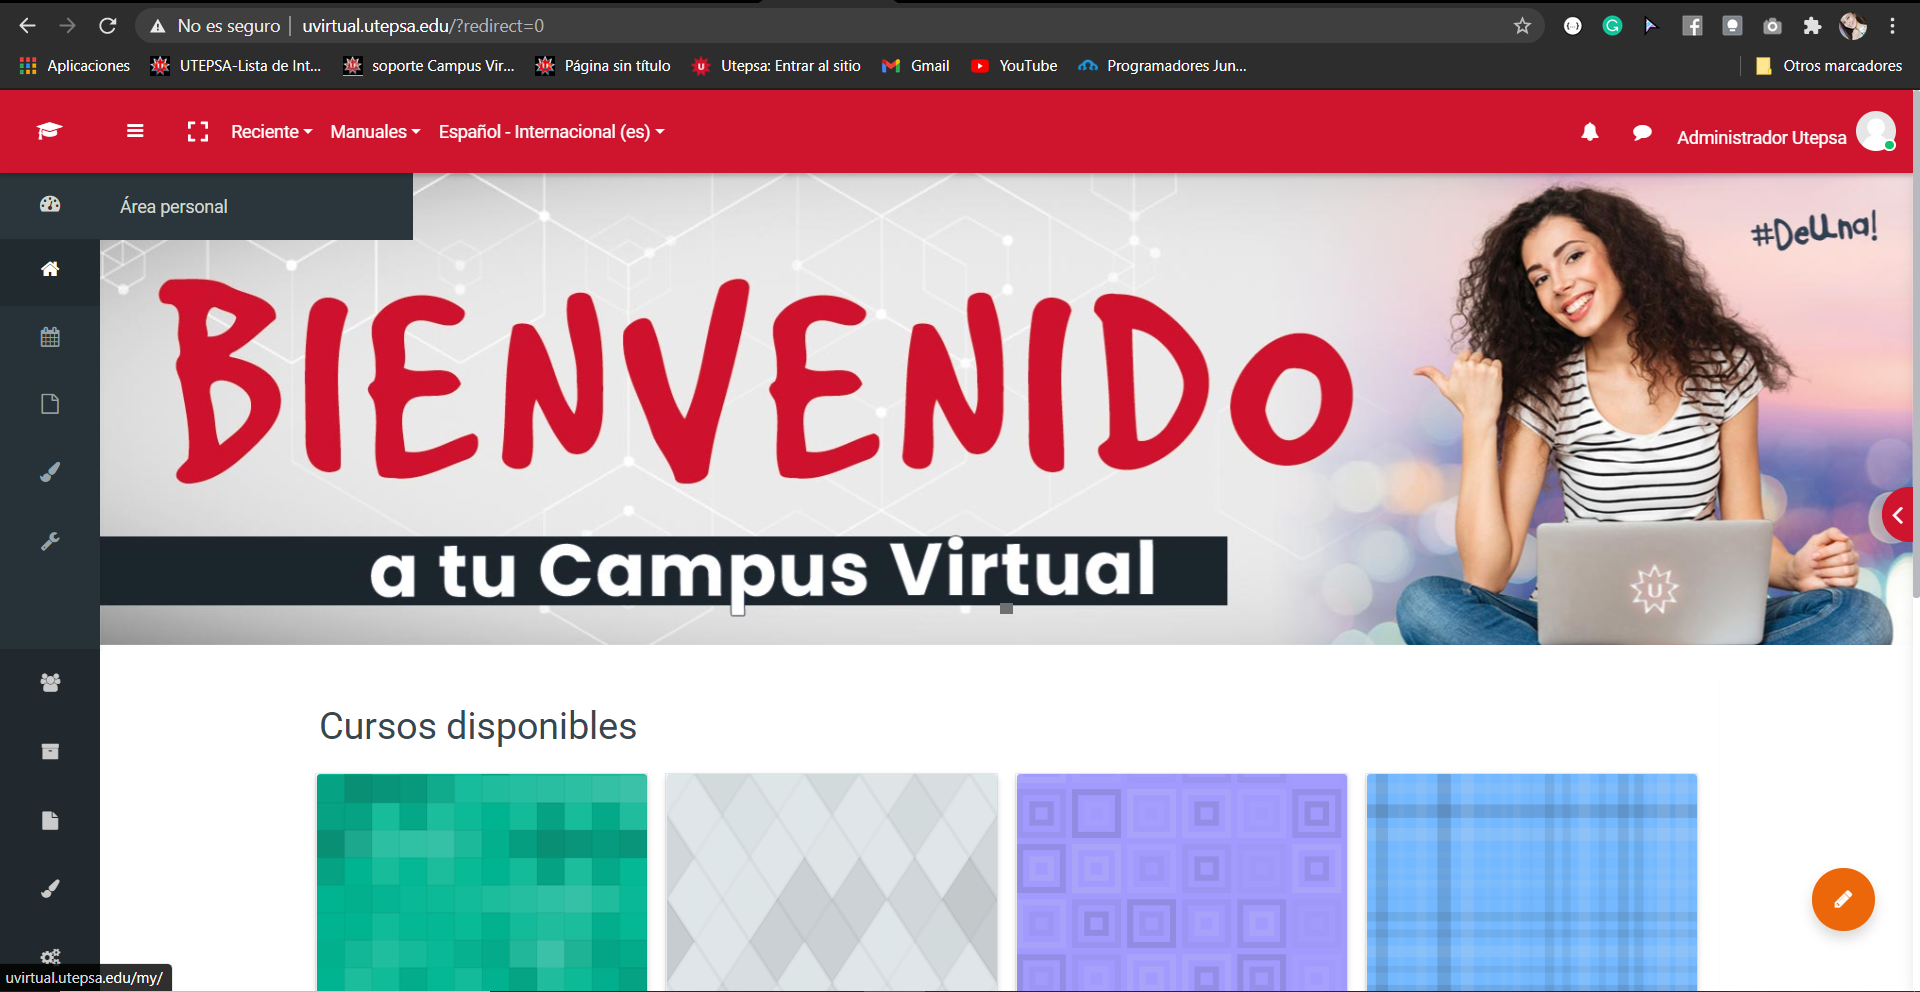 No es seguro | uvirtual.utepsa.edu/?redirect=0
Aplicaciones UTEPSA-Lista de Int... soporte Campus Vir... Página sin título Utepsa: Entrar al sitio Gmail YouTube Programadores Jun... Otros marcadores
Reciente Manuales Español - Internacional (es) Administrador Utepsa
Área personal
#DeUna!
BIENVENIDO
a tu Campus Virtual
U
Cursos disponibles
uvirtual.utepsa.edu/my/